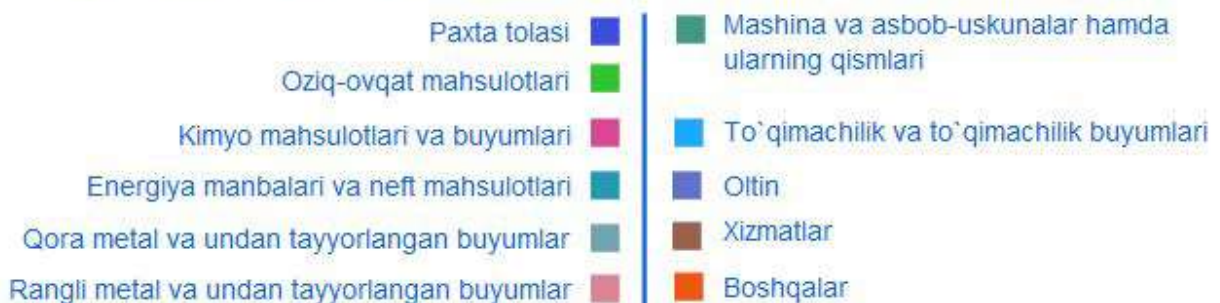 Paxta tolasi
Oziq-ovqat mahsulotlari
Kimyo mahsulotlari va buyumlari
Energiya manbalari va neft mahsulotlari
Qora metal va undan tayyorlangan buyumlar
Rangli metal va undan tayyorlangan buyumlar
Mashina va asbob-uskunalar hamda
ularning qismlari
To`qimachilik va to`qimachilik buyumlari
Oltin
Xizmatlar
Boshqalar